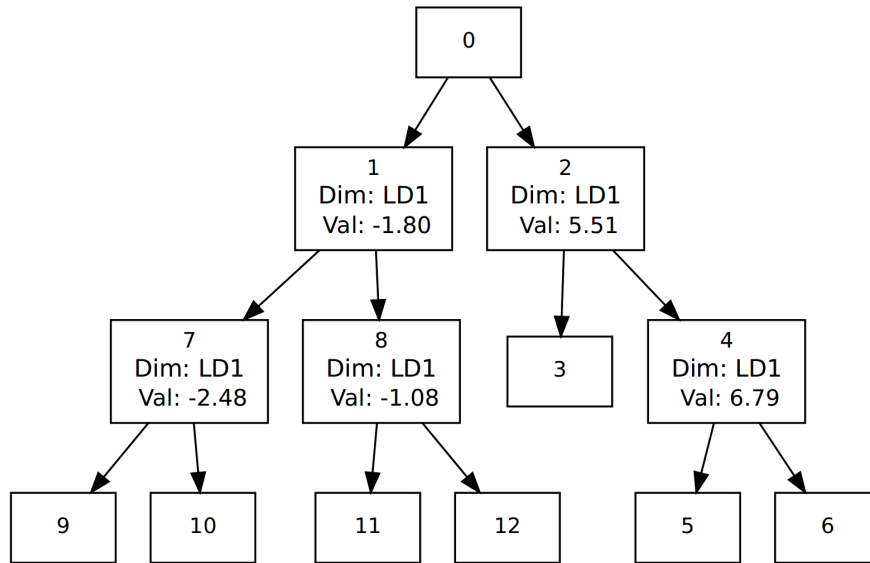 0
1
Dim: LD1
Val: -1.80
2
Dim: LD1
Val: 5.51
7
Dim: LD1
Val: -2.48
8
Dim: LD1
Val: -1.08
3
4
Dim: LD1
Val: 6.79
9
10
11
12
5
6